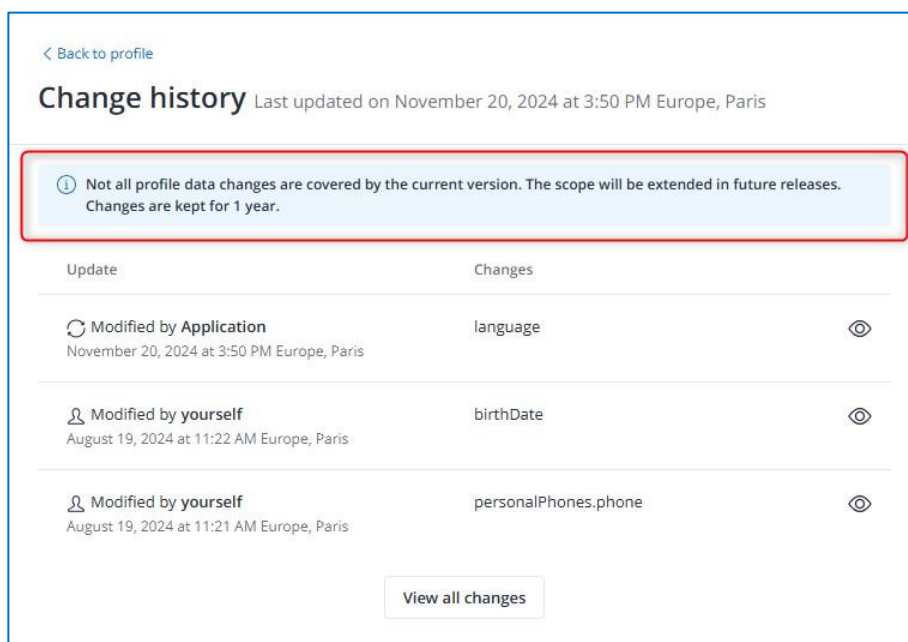 Back to profile
Change history Last updated on November 20, 2024 at 3:50 PM Europe, Paris
Not all profile data changes are covered by the current version. The scope will be extended in future releases.
Changes are kept for 1 year.
Update Changes
Modified by Application language
November 20, 2024 at 3:50 PM Europe, Paris
Modified by yourself birthDate
August 19, 2024 at 11:22 AM Europe, Paris
Modified by yourself personalPhones.phone
August 19, 2024 at 11:21 AM Europe, Paris
View all changes